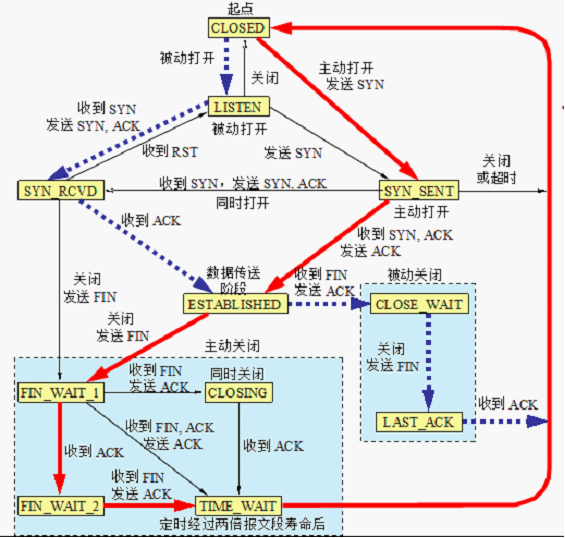 起点
CLOSED
被动打开
关闭
主动打开
发送 SYN
收到 SYN
发送 SYN, ACK
LISTEN
被动打开
收到 RST
发送 SYN
关闭
或超时
SYN_RCVD
收到 SYN，发送 SYN, ACK
同时打开
SYN_SENT
主动打开
收到 ACK
收到 SYN, ACK
发送 ACK
数据传送
阶段
ESTABLISHED
收到 FIN
发送 ACK
被动关闭
CLOSE_WAIT
关闭
发送 FIN
关闭
发送 FIN
关闭
发送 FIN
LAST_ACK
收到 ACK
主动关闭
FIN_WAIT_1
收到 FIN
发送 ACK
同时关闭
CLOSING
收到 ACK
收到 FIN, ACK
发送 ACK
收到 ACK
FIN_WAIT_2
收到 FIN
发送 ACK
TIME_WAIT
定时经过两倍报文段寿命后